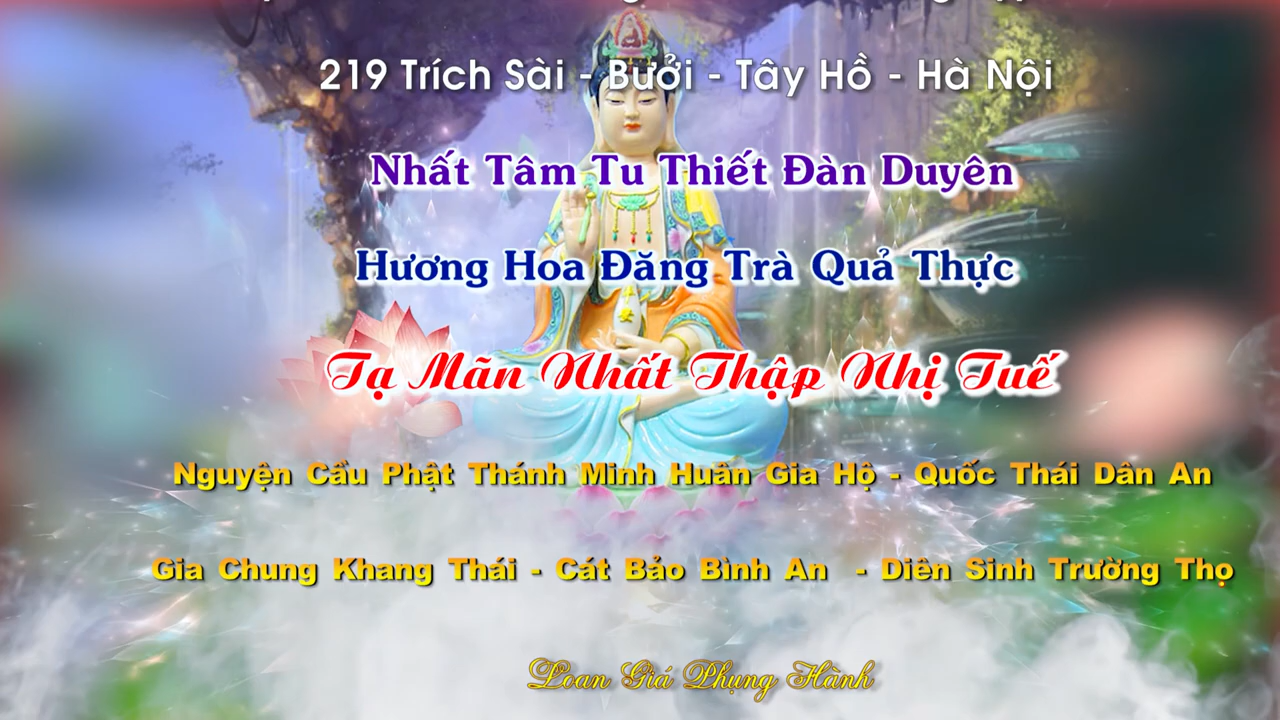 219 Trích Sài - Bưởi - Tây Hồ - Hà Nội
Nhất Tâm Tu Thiết Đàn Duyên
Hương Hoa Đăng Trà Quả Thực
Tạ Mãn Nhất Thập Nhị Tuế
Nguyện Cầu Phật Thánh Minh Huân Gia Hộ - Quốc Thái Dân An
Gia Chung Khang Thái - Cát Bảo Bình An - Diên Sinh Trường Thọ
Loan Giá Phụng Hành